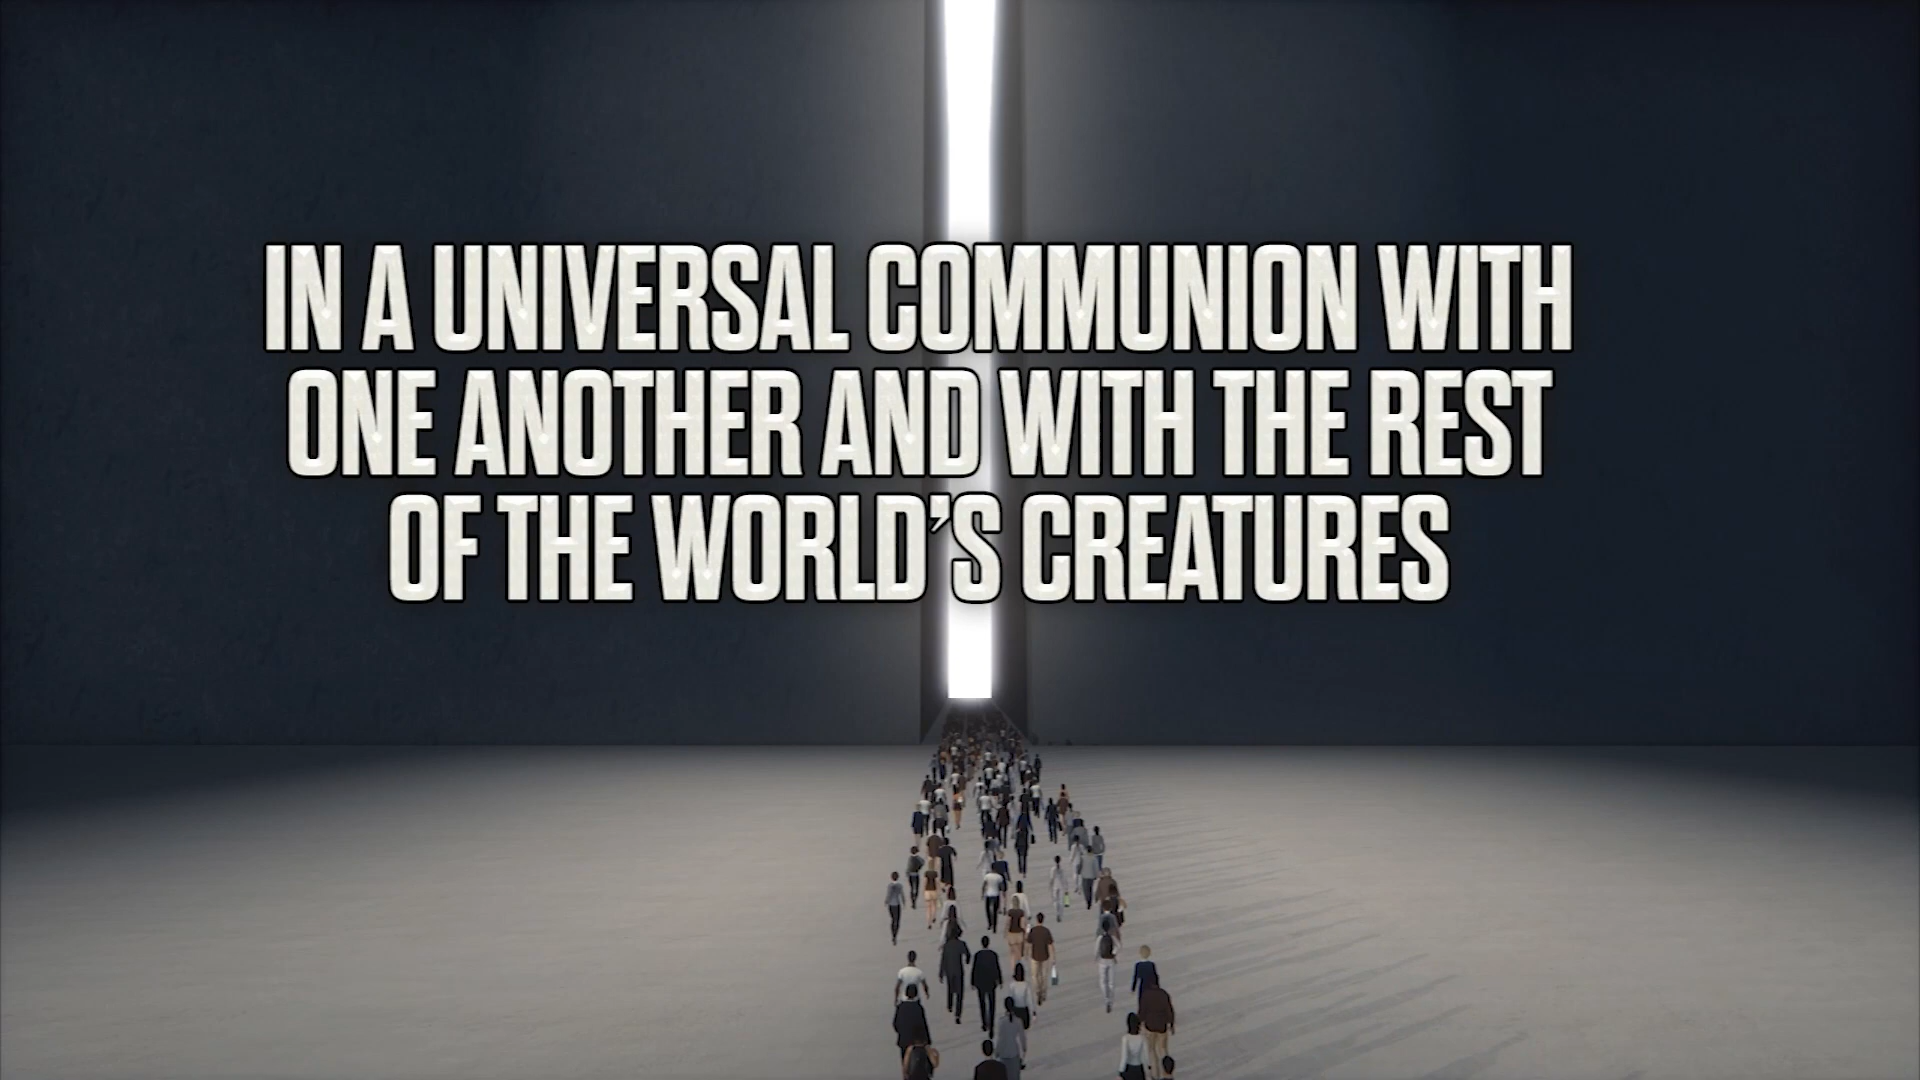 IN A UNIVERSAL COMMUNION WITH
ONE ANOTHER AND WITH THE REST
OF THE WORLD’S CREATURES